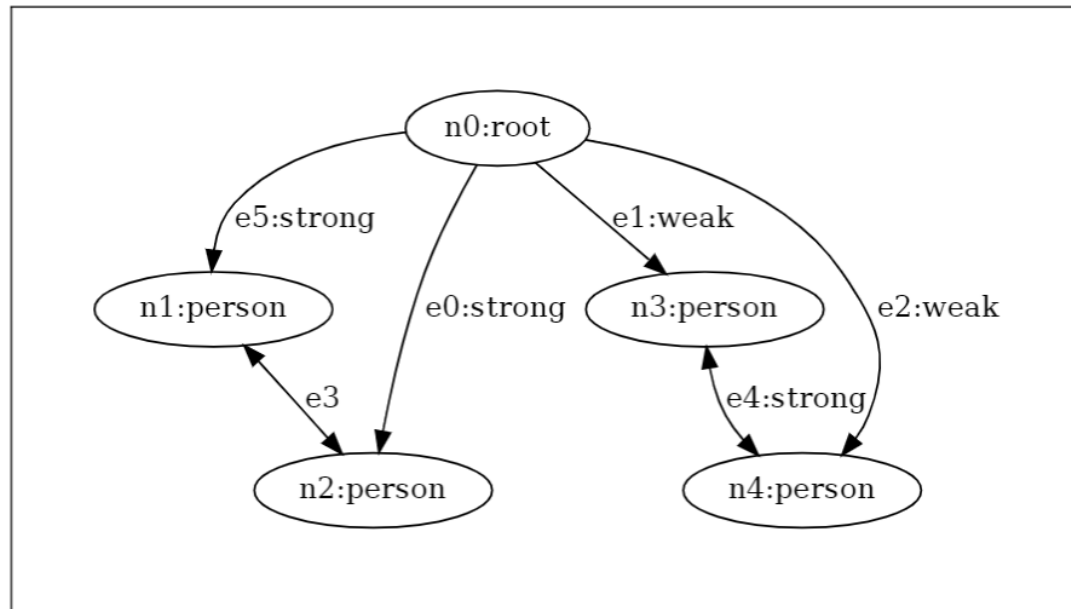 n0:root
e5:strong
e1:weak
n1:person
e0:strong
n3:person
e2:weak
e3
e4:strong
n2:person
n4:person